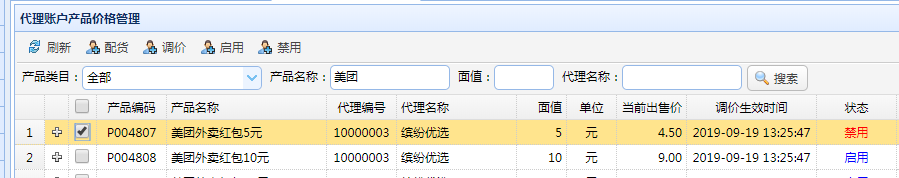 代理账户产品价格管理
刷新 配货 调价 启用 禁用
产品类目： 全部 产品名称： 美团 面值： 代理名称： 搜索
产品编码 产品名称 代理编号 代理名称 面值 单位 当前出售价 调价生效时间 状态
1 P004807 美团外卖红包5元 10000003 缤纷优选 5 元 4.50 2019-09-19 13:25:47 禁用
2 P004808 美团外卖红包10元 10000003 缤纷优选 10 元 9.00 2019-09-19 13:25:47 启用